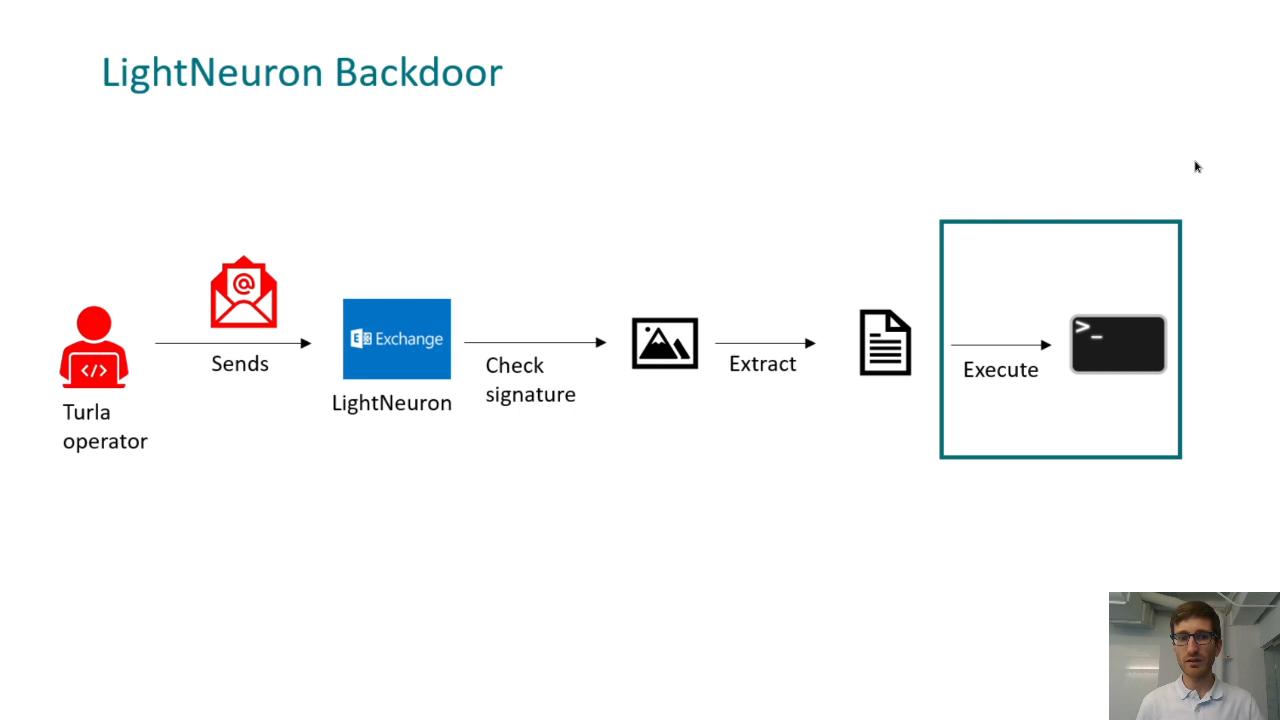 LightNeuron Backdoor
@
Sends
E Exchange
Check
signature
Extract
>_
Execute
</>
LightNeuron
Turla
operator